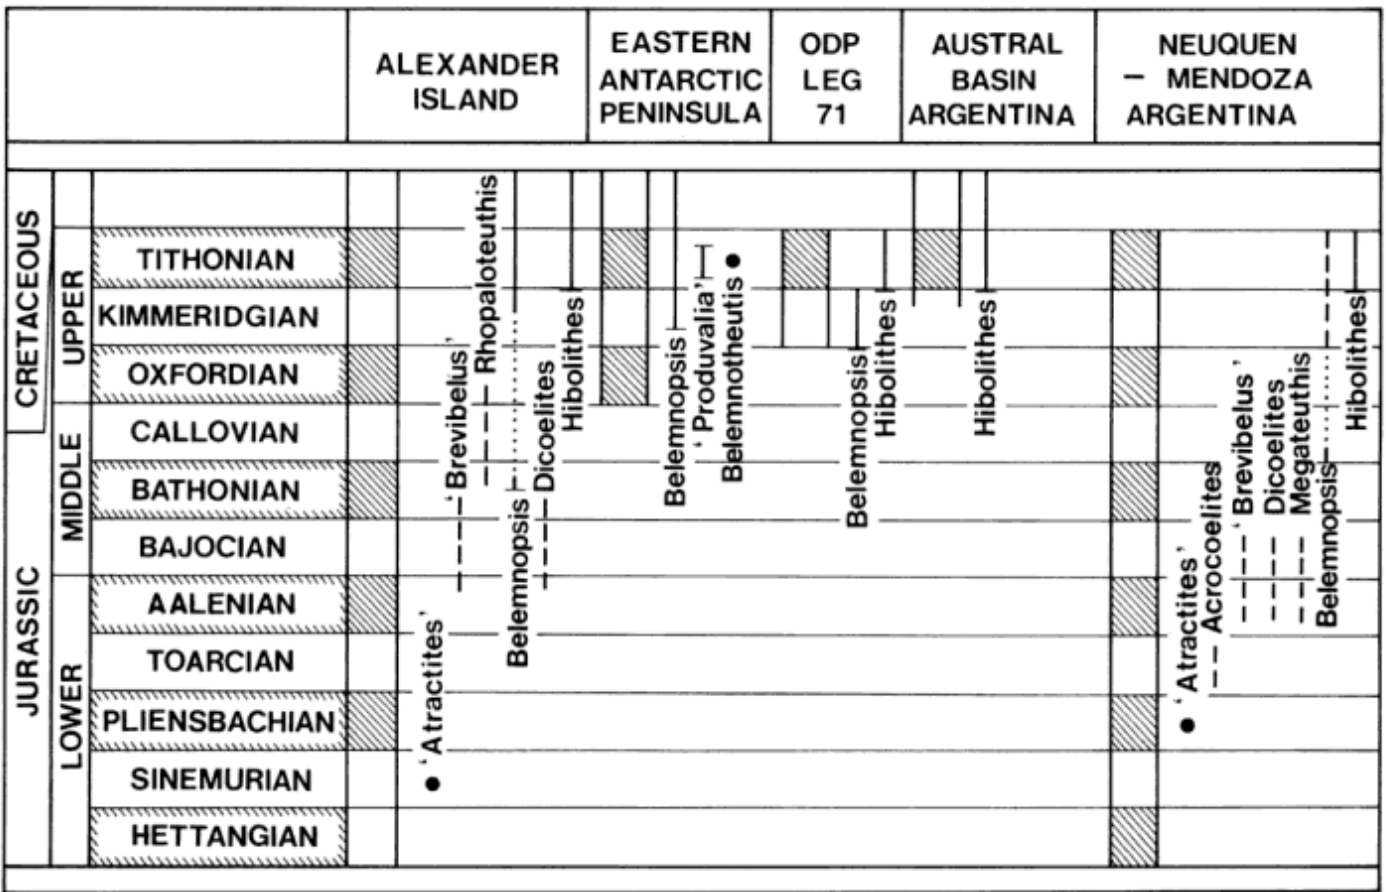 ALEXANDER
ISLAND
EASTERN
ANTARCTIC
PENINSULA
ODP
LEG
71
AUSTRAL
BASIN
ARGENTINA
NEUQUEN
– MENDOZA
ARGENTINA
CRETACEOUS
JURASSIC
UPPER
MIDDLE
LOWER
TITHONIAN
KIMMERIDGIAN
OXFORDIAN
CALLOVIAN
BATHONIAN
BAJOCIAN
AALENIAN
TOARCIAN
PLIENSBACHIAN
SINEMURIAN
HETTANGIAN
'Atractites'
'Brevibelus'
Rhopaloteuthis
Belemnopsis
Dicoelites
Hibolithes
Belemnopsis
'Produvalia'
Belemnotheutis
Belemnopsis
Hibolithes
Hibolithes
'Atractites'
Acrocoelites
'Brevibelus'
Dicoelites
Megateuthis
Belemnopsis
Hibolithes